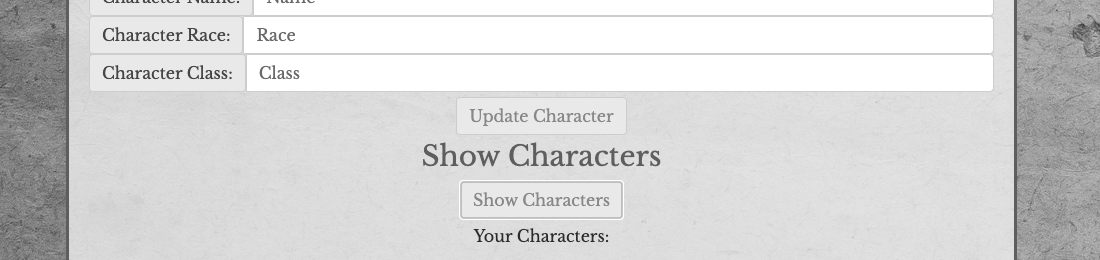 Character Name: Name
Character Race: Race
Character Class: Class
Update Character
Show Characters
Show Characters
Your Characters: